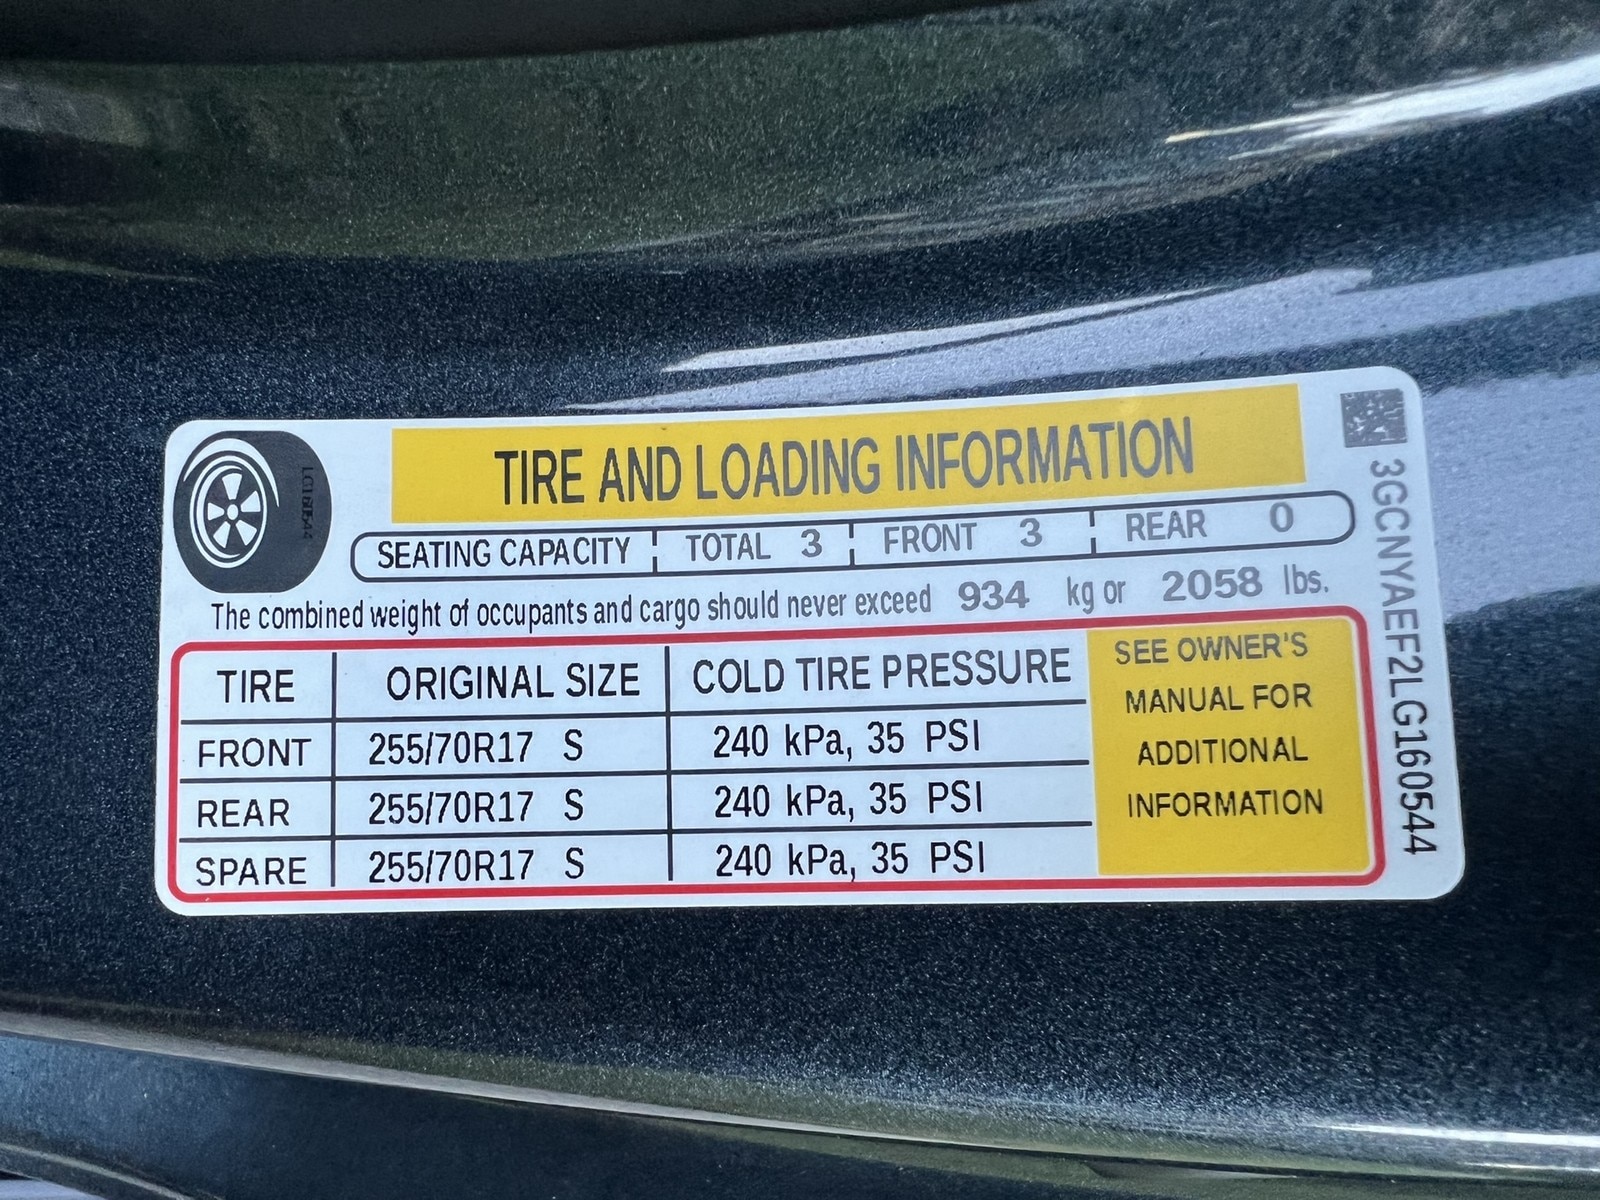 TIRE AND LOADING INFORMATION
SEATING CAPACITY TOTAL 3 FRONT 3 REAR 0
The combined weight of occupants and cargo should never exceed 934 kg or 2058 lbs.
TIRE ORIGINAL SIZE COLD TIRE PRESSURE
FRONT 255/70R17 S 240 kPa, 35 PSI
REAR 255/70R17 S 240 kPa, 35 PSI
SPARE 255/70R17 S 240 kPa, 35 PSI
SEE OWNER'S
MANUAL FOR
ADDITIONAL
INFORMATION
3GCNYAEF2LG160544
LG160544